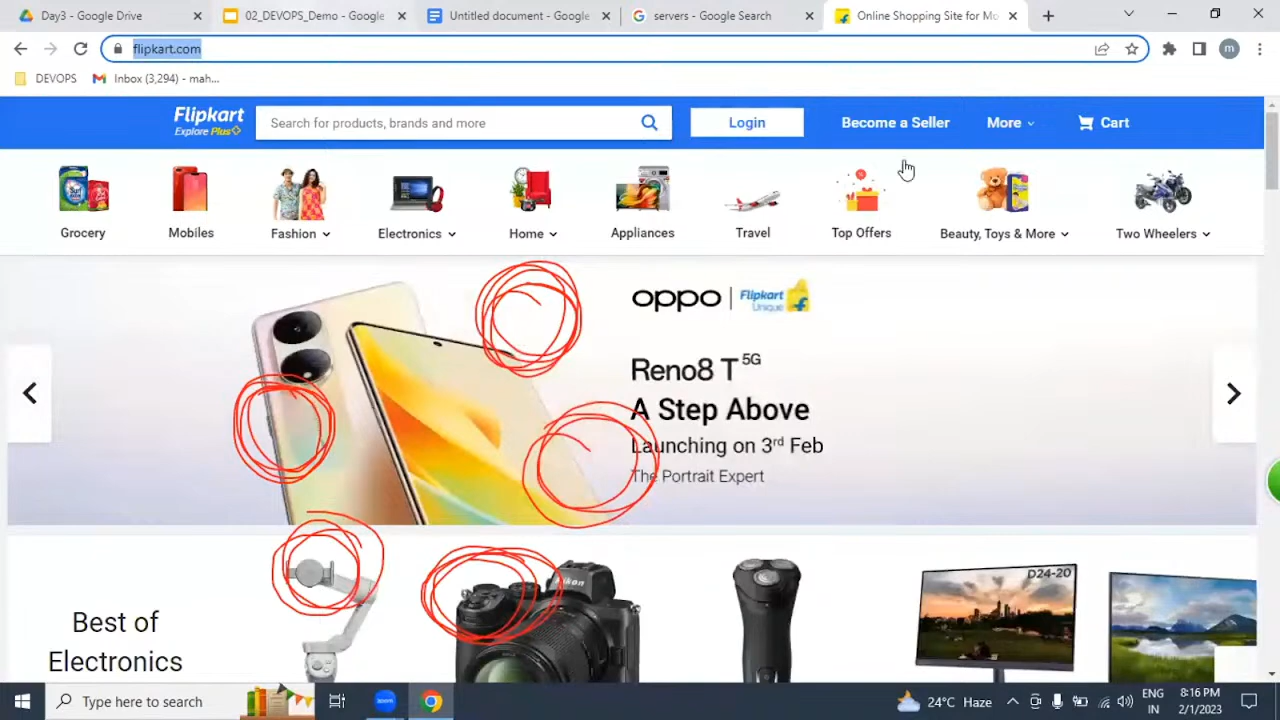 Day3 - Google Drive
02_DEVOPS_Demo - Google
Untitled document - Google
servers - Google Search
Online Shopping Site for Mo
flipkart.com
m
DEVOPS
Inbox (3,294) - mah...
Flipkart
Explore Plus
Search for products, brands and more
Login
Become a Seller
More
Cart
Grocery
Mobiles
Fashion
Electronics
Home
Appliances
Travel
Top Offers
Beauty, Toys & More
Two Wheelers
oppo
Flipkart
Unique
Reno8 T 5G
A Step Above
Launching on 3rd Feb
The Portrait Expert
Best of
Electronics
Nikon
D24-20
Type here to search
zoom
24°C Haze
ENG
IN
8:16 PM
2/1/2023